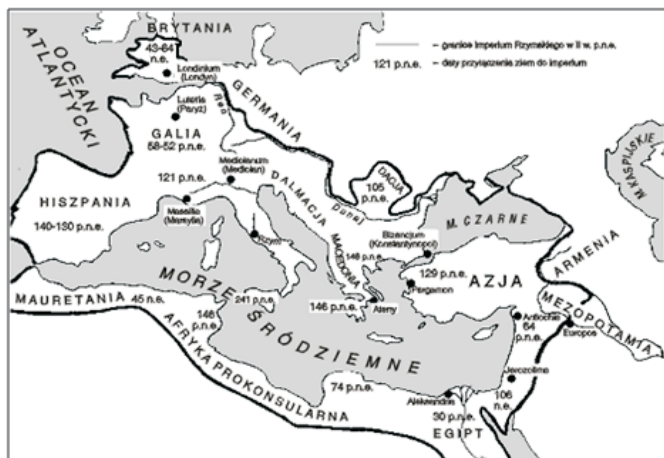 BRYTANIA
43-64
n.e.
Londinium
(Londyn)
OCEAN
ATLANTYCKI
– granice Imperium Rzymskiego w II w. p.n.e.
121 p.n.e. – daty przyłączenia ziem do imperium
GERMANIA
Ren
Lutetia
(Paryż)
GALIA
58-52 p.n.e.
Mediolanum
(Mediolan)
121 p.n.e.
HISZPANIA
140-130 p.n.e.
Massilia
(Marsylia)
DALMACJA
Dunaj
DACJA
105
p.n.e.
M. CZARNE
M. KASPIJSKIE
Rzym
Bizancjum
(Konstantynopol)
148 p.n.e.
MACEDONIA
129 p.n.e.
AZJA
ARMENIA
Pergamon
MEZOPOTAMIA
MORZE ŚRÓDZIEMNE
MAURETANIA 45 n.e.
146
p.n.e.
241 p.n.e.
146 p.n.e.
Ateny
Antiochia
64
p.n.e.
Europos
AFRYKA PROKONSULARNA
74 p.n.e.
Jerozolima
106
n.e.
Aleksandria
30 p.n.e.
EGIPT